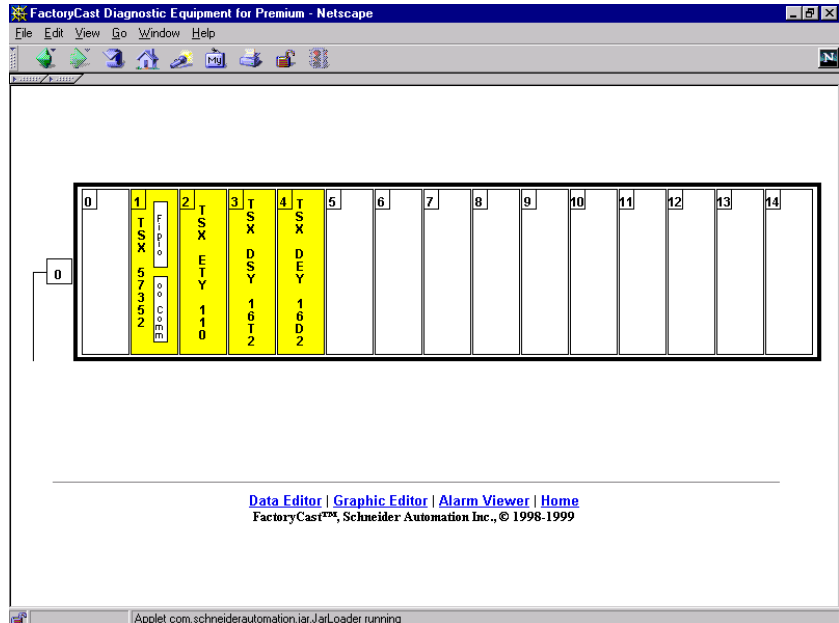 FactoryCast Diagnostic Equipment for Premium - Netscape
File Edit View Go Window Help
My
N
0 1 2 3 4 5 6 7 8 9 10 11 12 13 14
0
TSX 57352
Fipio
oo Comm
TSX ETY 110
TSX DSY 16T2
TSX DEY 16D2
Data Editor | Graphic Editor | Alarm Viewer | Home
FactoryCast™, Schneider Automation Inc., © 1998-1999
Applet com.schneiderautomation.jar.JarLoader running